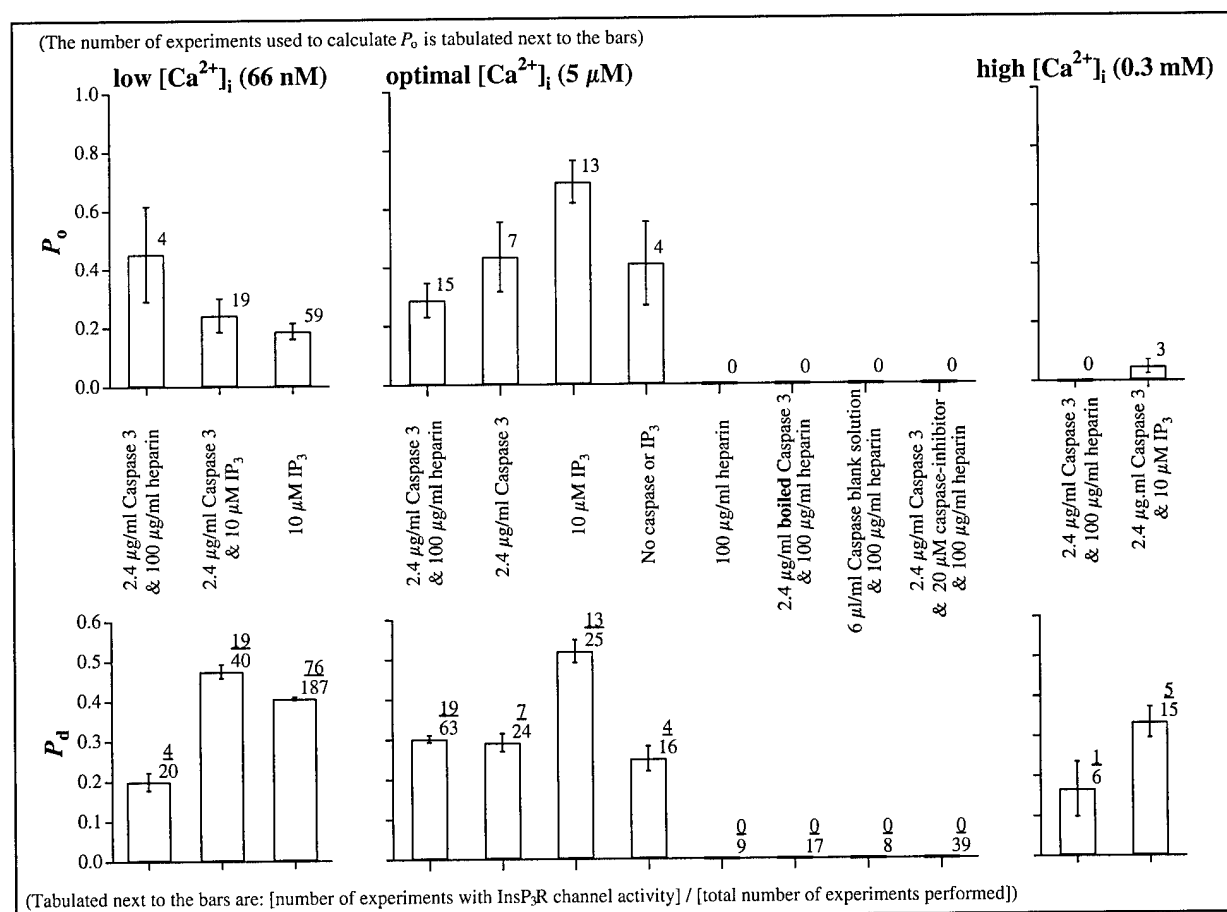 (The number of experiments used to calculate Po is tabulated next to the bars)
low [Ca2+]i (66 nM)
optimal [Ca2+]i (5 μM)
high [Ca2+]i (0.3 mM)
Po
1.0
0.8
0.6
0.4
0.2
0.0
4
19
59
15
7
13
4
0
0
0
0
0
3
2.4 μg/ml Caspase 3
& 100 μg/ml heparin
2.4 μg/ml Caspase 3
& 10 μM IP3
10 μM IP3
2.4 μg/ml Caspase 3
& 100 μg/ml heparin
2.4 μg/ml Caspase 3
10 μM IP3
No caspase or IP3
100 μg/ml heparin
2.4 μg/ml boiled Caspase 3
& 100 μg/ml heparin
6 μl/ml Caspase blank solution
& 100 μg/ml heparin
2.4 μg/ml Caspase 3
& 20 μM caspase-inhibitor
& 100 μg/ml heparin
2.4 μg/ml Caspase 3
& 100 μg/ml heparin
2.4 μg.ml Caspase 3
& 10 μM IP3
Pd
0.6
0.5
0.4
0.3
0.2
0.1
0.0
4
20
19
40
76
187
19
63
7
24
13
25
4
16
0
9
0
17
0
8
0
39
1
6
5
15
(Tabulated next to the bars are: [number of experiments with InsP3R channel activity] / [total number of experiments performed])